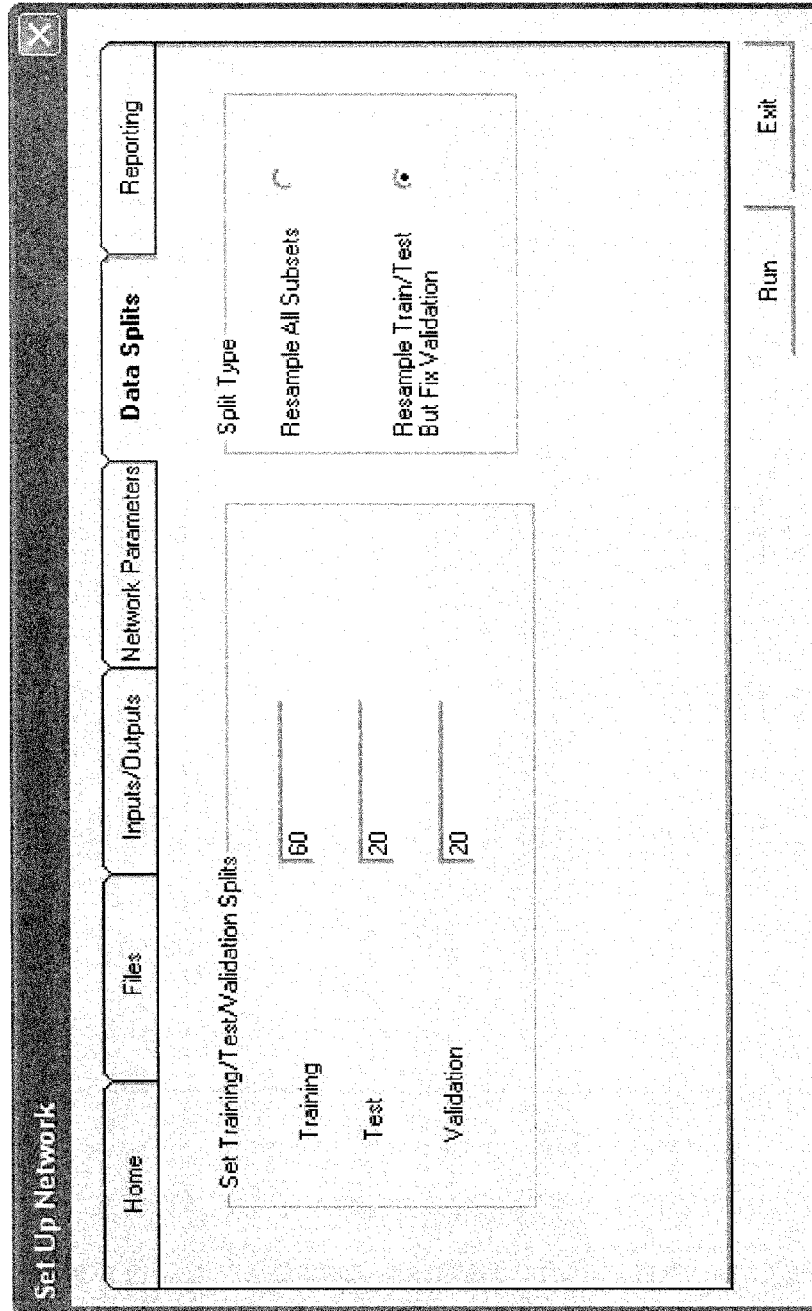 Set Up Network
Home
Files
Inputs/Outputs
Network Parameters
Data Splits
Reporting
Set Training/Test/Validation Splits
Training
60
Test
20
Validation
20
Split Type
Resample All Subsets
Resample Train/Test
But Fix Validation
Run
Exit